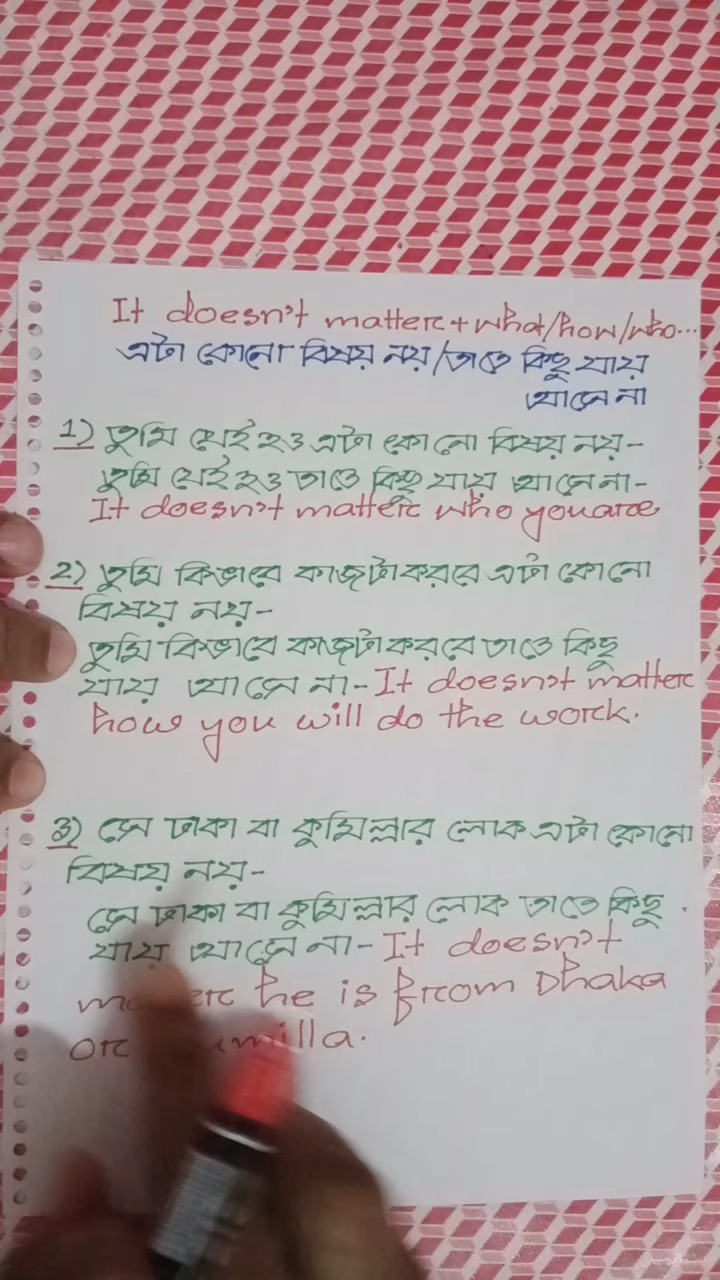 It doesn't matter + what/how/who...
এটা কোনো বিষয় নয়/তাতে কিছু যায়
আসে না
1) তুমি যেই হও এটা কোনো বিষয় নয়-
তুমি যেই হও তাতে কিছু যায় আসে না-
It doesn't matter who you are
2) তুমি কিভাবে কাজটা করবে এটা কোনো
বিষয় নয়-
তুমি কিভাবে কাজটা করবে তাতে কিছু
যায় আসে না- It doesn't matter
how you will do the work.
3) সে ঢাকা বা কুমিল্লার লোক এটা কোনো
বিষয় নয়-
সে ঢাকা বা কুমিল্লার লোক তাতে কিছু
যায় আসে না- It doesn't
he is from Dhaka
or